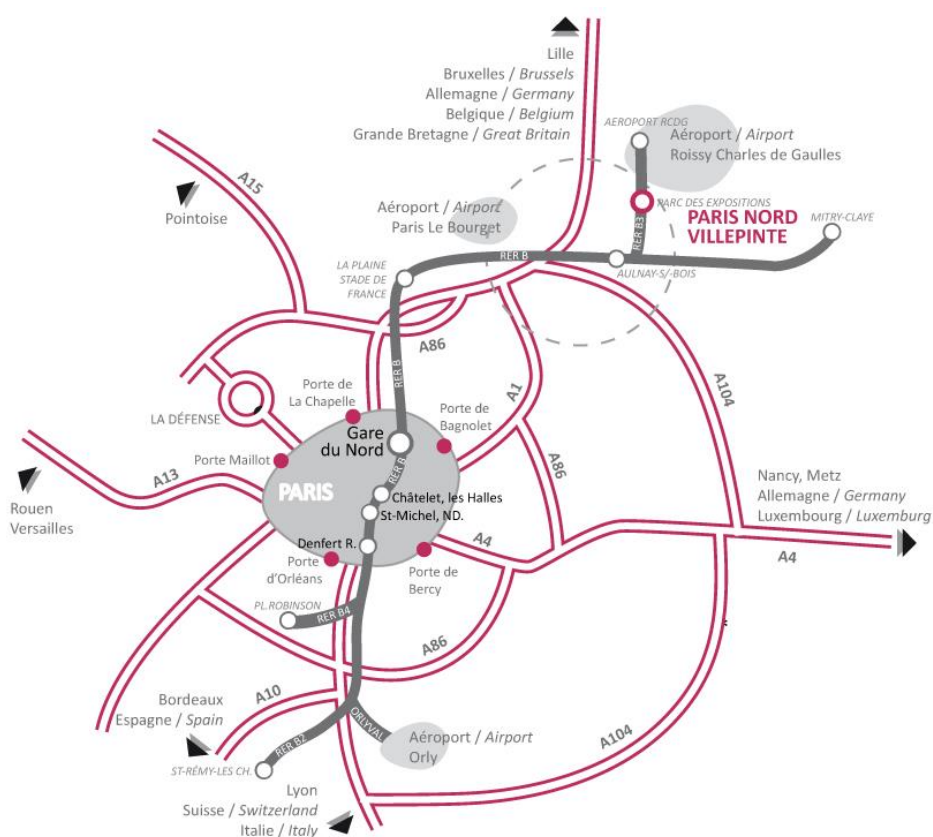 Lille
Bruxelles / Brussels
Allemagne / Germany
Belgique / Belgium
Grande Bretagne / Great Britain
AEROPORT RCDG
Aéroport / Airport
Roissy Charles de Gaulles
A15
Pointoise
Aéroport / Airport
Paris Le Bourget
PARC DES EXPOSITIONS
PARIS NORD
VILLEPINTE
MITRY-CLAYE
RER B3
RER B
LA PLAINE
STADE DE
FRANCE
AULNAY-S/-BOIS
A86
RER B
A1
A104
Porte de
La Chapelle
LA DÉFENSE
Gare
du Nord
Porte de
Bagnolet
Porte Maillot
RER B
A86
A13
PARIS
Châtelet, les Halles
St-Michel, ND.
Rouen
Versailles
Nancy, Metz
Allemagne / Germany
Luxembourg / Luxemburg
Denfert R.
A4
A4
Porte
d'Orléans
Porte de
Bercy
PL.ROBINSON
RER B4
A86
A10
Bordeaux
Espagne / Spain
ORLYVAL
Aéroport / Airport
Orly
RER B2
A104
ST-RÉMY-LES CH.
Lyon
Suisse / Switzerland
Italie / Italy